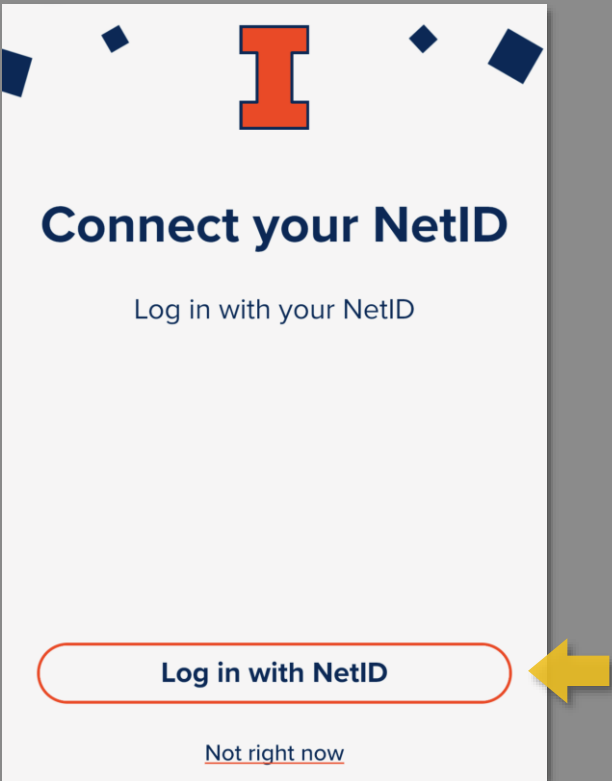 I
Connect your NetID
Log in with your NetID
Log in with NetID
Not right now